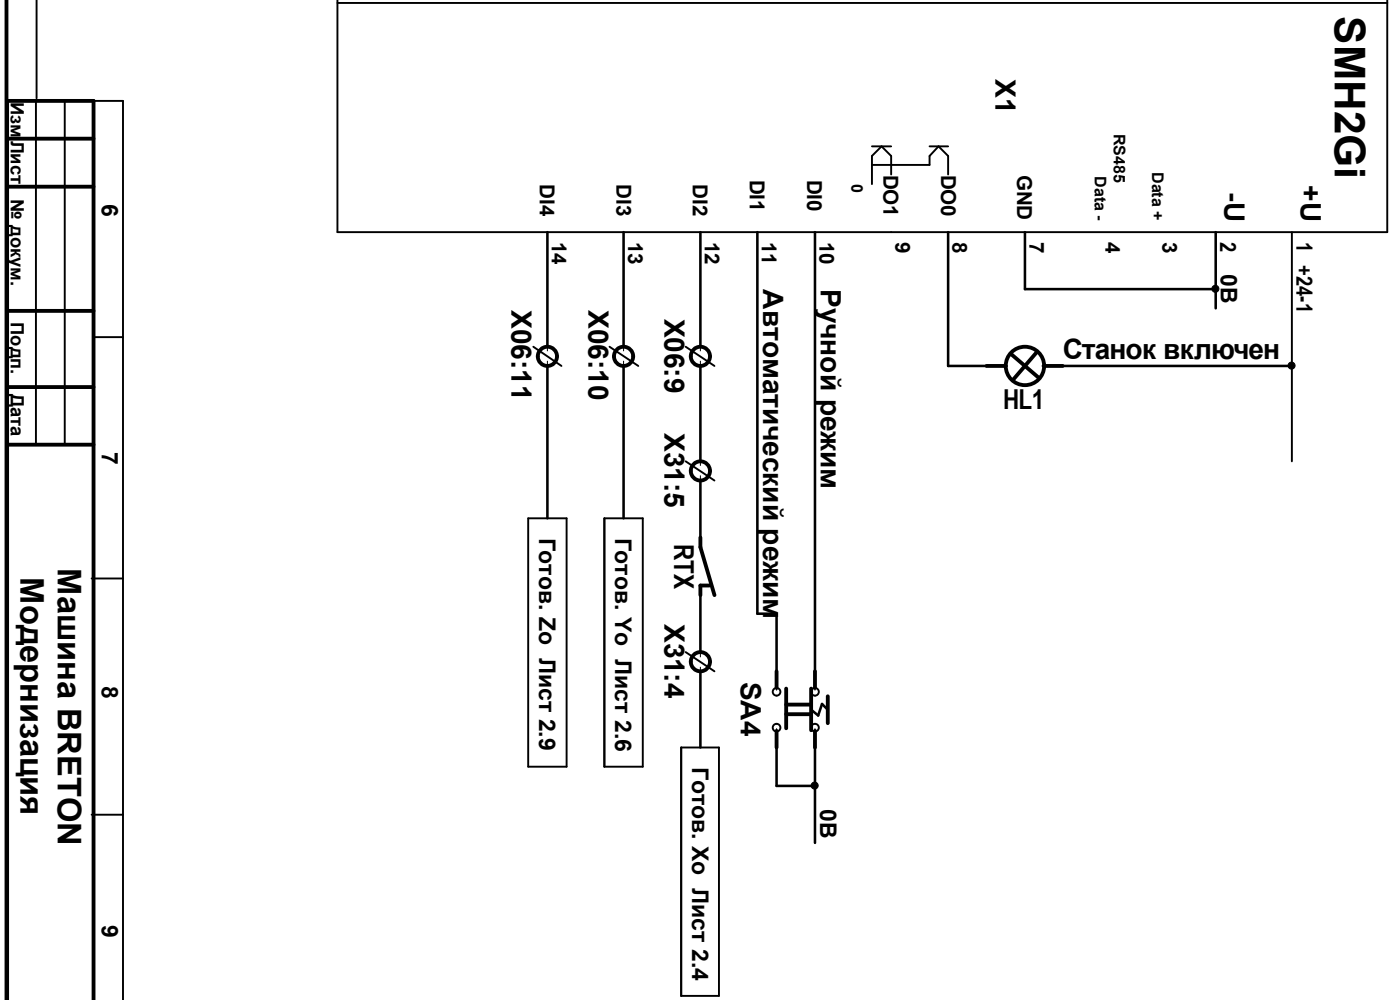 SMH2Gi
X1
+U
1
+24-1
-U
2
0В
Data +
3
RS485
Data -
4
GND
7
DO0
8
DO1
9
0
DI0
10
Ручной режим
DI1
11
Автоматический режим
DI2
12
DI3
13
DI4
14
Станок включен
HL1
X06:9
X31:5
RTX
X31:4
Готов. Xo Лист 2.4
X06:10
Готов. Yo Лист 2.6
X06:11
Готов. Zo Лист 2.9
SA4
0В
6
7
8
9
Изм
Лист
№ докум.
Подп.
Дата
Машина BRETON
Модернизация